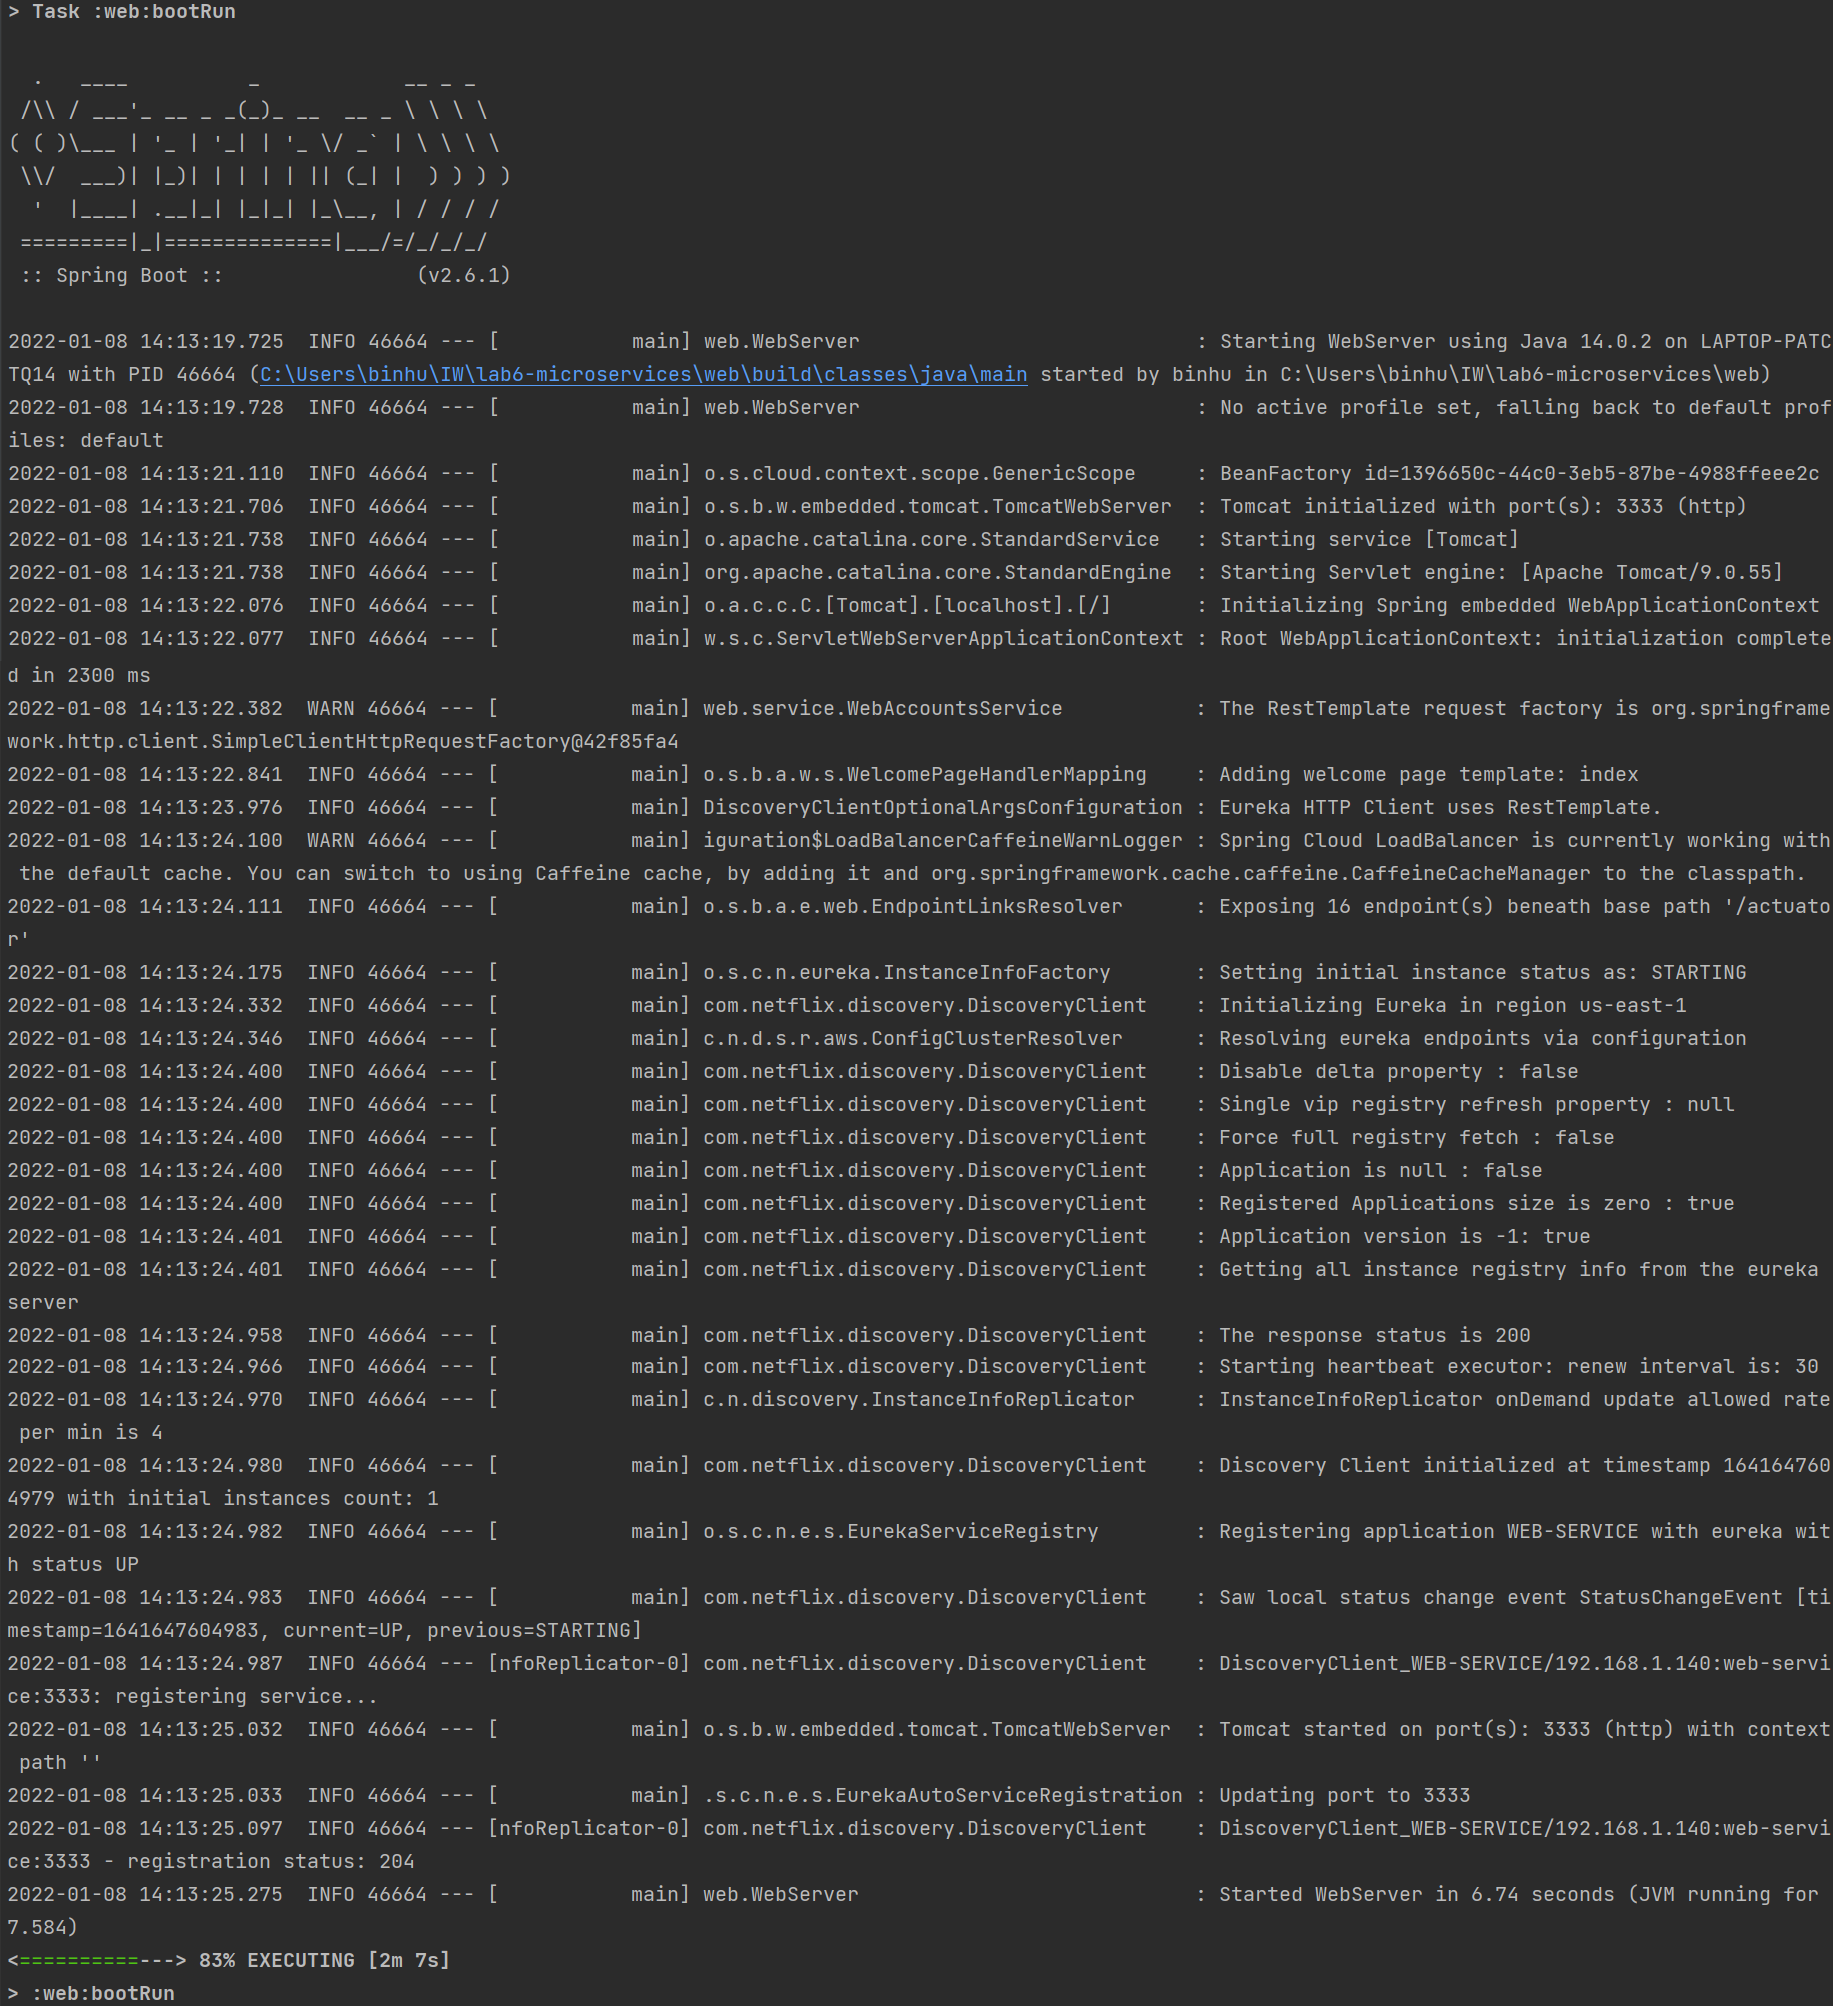 > Task :web:bootRun
  .   ____          _            __ _ _
 /\\ / ___'_ __ _ _(_)_ __  __ _ \ \ \ \
( ( )\___ | '_ | '_| | '_ \/ _` | \ \ \ \
 \\/  ___)| |_)| | | | | || (_| |  ) ) ) )
  '  |____| .__|_| |_|_| |_\__, | / / / /
 =========|_|==============|___/=/_/_/_/
 :: Spring Boot ::                (v2.6.1)
2022-01-08 14:13:19.725  INFO 46664 --- [           main] web.WebServer                            : Starting WebServer using Java 14.0.2 on LAPTOP-PATC
TQ14 with PID 46664 (C:\Users\binhu\IW\lab6-microservices\web\build\classes\java\main started by binhu in C:\Users\binhu\IW\lab6-microservices\web)
2022-01-08 14:13:19.728  INFO 46664 --- [           main] web.WebServer                            : No active profile set, falling back to default prof
iles: default
2022-01-08 14:13:21.110  INFO 46664 --- [           main] o.s.cloud.context.scope.GenericScope     : BeanFactory id=1396650c-44c0-3eb5-87be-4988ffeee2c
2022-01-08 14:13:21.706  INFO 46664 --- [           main] o.s.b.w.embedded.tomcat.TomcatWebServer  : Tomcat initialized with port(s): 3333 (http)
2022-01-08 14:13:21.738  INFO 46664 --- [           main] o.apache.catalina.core.StandardService   : Starting service [Tomcat]
2022-01-08 14:13:21.738  INFO 46664 --- [           main] org.apache.catalina.core.StandardEngine  : Starting Servlet engine: [Apache Tomcat/9.0.55]
2022-01-08 14:13:22.076  INFO 46664 --- [           main] o.a.c.c.C.[Tomcat].[localhost].[/]       : Initializing Spring embedded WebApplicationContext
2022-01-08 14:13:22.077  INFO 46664 --- [           main] w.s.c.ServletWebServerApplicationContext : Root WebApplicationContext: initialization complete
d in 2300 ms
2022-01-08 14:13:22.382  WARN 46664 --- [           main] web.service.WebAccountsService           : The RestTemplate request factory is org.springframe
work.http.client.SimpleClientHttpRequestFactory@42f85fa4
2022-01-08 14:13:22.841  INFO 46664 --- [           main] o.s.b.a.w.s.WelcomePageHandlerMapping    : Adding welcome page template: index
2022-01-08 14:13:23.976  INFO 46664 --- [           main] DiscoveryClientOptionalArgsConfiguration : Eureka HTTP Client uses RestTemplate.
2022-01-08 14:13:24.100  WARN 46664 --- [           main] iguration$LoadBalancerCaffeineWarnLogger : Spring Cloud LoadBalancer is currently working with
 the default cache. You can switch to using Caffeine cache, by adding it and org.springframework.cache.caffeine.CaffeineCacheManager to the classpath.
2022-01-08 14:13:24.111  INFO 46664 --- [           main] o.s.b.a.e.web.EndpointLinksResolver      : Exposing 16 endpoint(s) beneath base path '/actuato
r'
2022-01-08 14:13:24.175  INFO 46664 --- [           main] o.s.c.n.eureka.InstanceInfoFactory       : Setting initial instance status as: STARTING
2022-01-08 14:13:24.332  INFO 46664 --- [           main] com.netflix.discovery.DiscoveryClient    : Initializing Eureka in region us-east-1
2022-01-08 14:13:24.346  INFO 46664 --- [           main] c.n.d.s.r.aws.ConfigClusterResolver      : Resolving eureka endpoints via configuration
2022-01-08 14:13:24.400  INFO 46664 --- [           main] com.netflix.discovery.DiscoveryClient    : Disable delta property : false
2022-01-08 14:13:24.400  INFO 46664 --- [           main] com.netflix.discovery.DiscoveryClient    : Single vip registry refresh property : null
2022-01-08 14:13:24.400  INFO 46664 --- [           main] com.netflix.discovery.DiscoveryClient    : Force full registry fetch : false
2022-01-08 14:13:24.400  INFO 46664 --- [           main] com.netflix.discovery.DiscoveryClient    : Application is null : false
2022-01-08 14:13:24.400  INFO 46664 --- [           main] com.netflix.discovery.DiscoveryClient    : Registered Applications size is zero : true
2022-01-08 14:13:24.401  INFO 46664 --- [           main] com.netflix.discovery.DiscoveryClient    : Application version is -1: true
2022-01-08 14:13:24.401  INFO 46664 --- [           main] com.netflix.discovery.DiscoveryClient    : Getting all instance registry info from the eureka
server
2022-01-08 14:13:24.958  INFO 46664 --- [           main] com.netflix.discovery.DiscoveryClient    : The response status is 200
2022-01-08 14:13:24.966  INFO 46664 --- [           main] com.netflix.discovery.DiscoveryClient    : Starting heartbeat executor: renew interval is: 30
2022-01-08 14:13:24.970  INFO 46664 --- [           main] c.n.discovery.InstanceInfoReplicator     : InstanceInfoReplicator onDemand update allowed rate
 per min is 4
2022-01-08 14:13:24.980  INFO 46664 --- [           main] com.netflix.discovery.DiscoveryClient    : Discovery Client initialized at timestamp 164164760
4979 with initial instances count: 1
2022-01-08 14:13:24.982  INFO 46664 --- [           main] o.s.c.n.e.s.EurekaServiceRegistry        : Registering application WEB-SERVICE with eureka wit
h status UP
2022-01-08 14:13:24.983  INFO 46664 --- [           main] com.netflix.discovery.DiscoveryClient    : Saw local status change event StatusChangeEvent [ti
mestamp=1641647604983, current=UP, previous=STARTING]
2022-01-08 14:13:24.987  INFO 46664 --- [nfoReplicator-0] com.netflix.discovery.DiscoveryClient    : DiscoveryClient_WEB-SERVICE/192.168.1.140:web-servi
ce:3333: registering service...
2022-01-08 14:13:25.032  INFO 46664 --- [           main] o.s.b.w.embedded.tomcat.TomcatWebServer  : Tomcat started on port(s): 3333 (http) with context
 path ''
2022-01-08 14:13:25.033  INFO 46664 --- [           main] .s.c.n.e.s.EurekaAutoServiceRegistration : Updating port to 3333
2022-01-08 14:13:25.097  INFO 46664 --- [nfoReplicator-0] com.netflix.discovery.DiscoveryClient    : DiscoveryClient_WEB-SERVICE/192.168.1.140:web-servi
ce:3333 - registration status: 204
2022-01-08 14:13:25.275  INFO 46664 --- [           main] web.WebServer                            : Started WebServer in 6.74 seconds (JVM running for
7.584)
<==========---> 83% EXECUTING [2m 7s]
> :web:bootRun